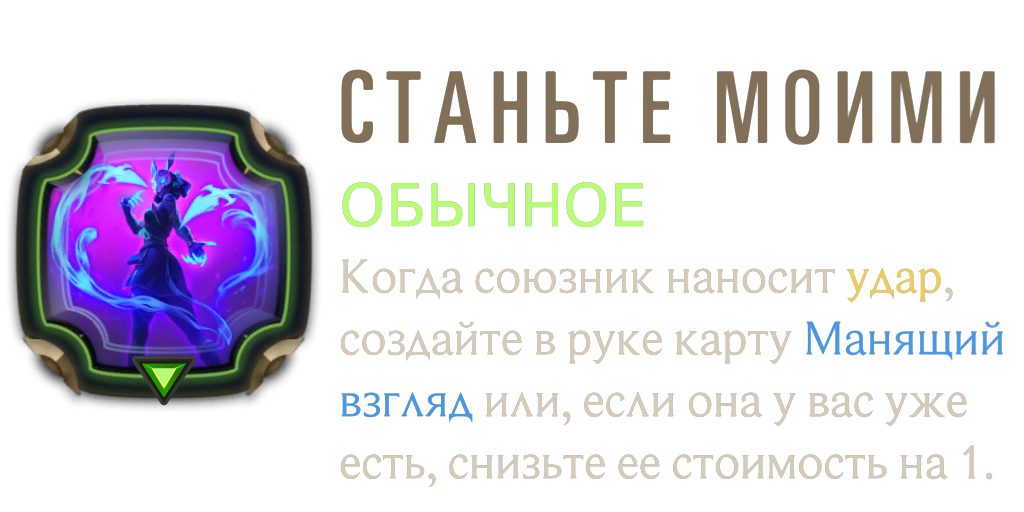 СТАНЬТЕ МОИМИ
ОБЫЧНОЕ
Когда союзник наносит удар,
создайте в руке карту Манящий
взгляд или, если она у вас уже
есть, снизьте ее стоимость на 1.